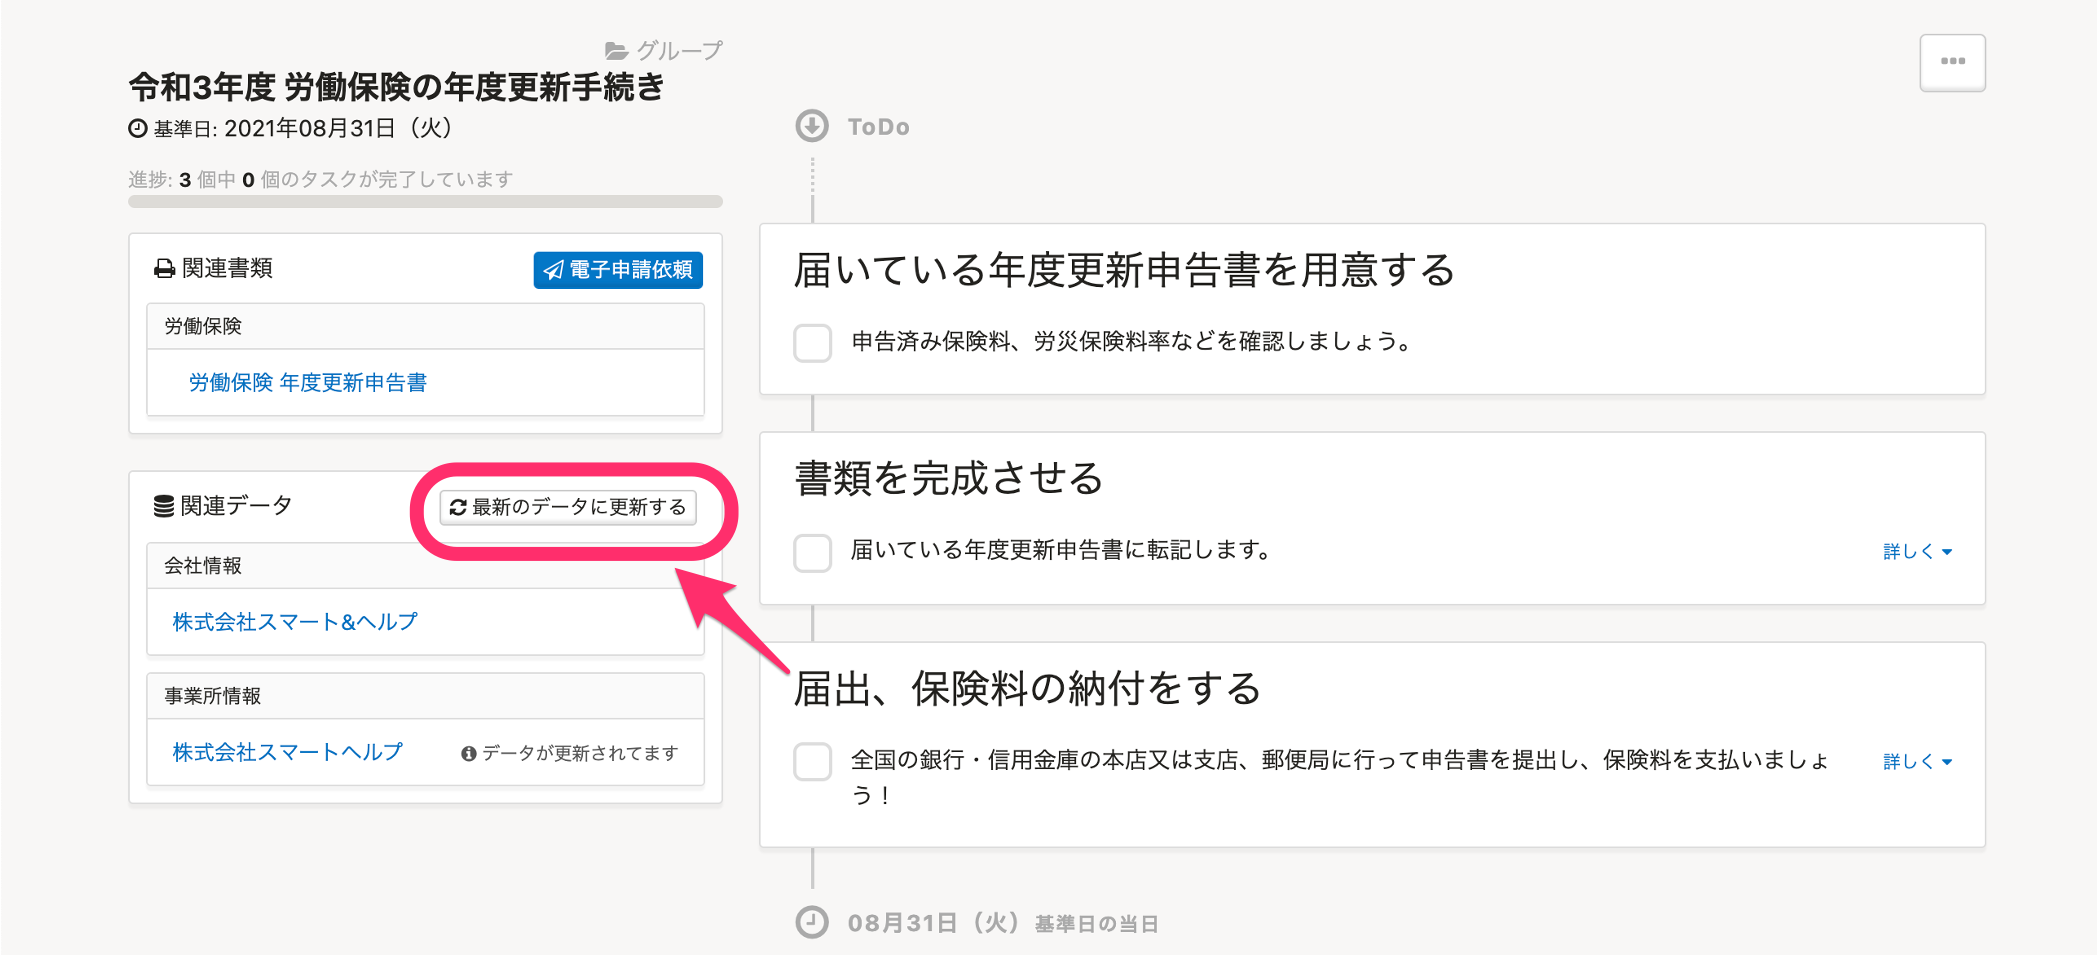 グループ
令和3年度 労働保険の年度更新手続き
基準日: 2021年08月31日（火）
進捗: 3 個中 0 個のタスクが完了しています
関連書類
電子申請依頼
労働保険
労働保険 年度更新申告書
関連データ
最新のデータに更新する
会社情報
株式会社スマート&ヘルプ
事業所情報
株式会社スマートヘルプ
データが更新されてます
ToDo
届いている年度更新申告書を用意する
申告済み保険料、労災保険料率などを確認しましょう。
書類を完成させる
届いている年度更新申告書に転記します。
詳しく
届出、保険料の納付をする
全国の銀行・信用金庫の本店又は支店、郵便局に行って申告書を提出し、保険料を支払いましょ
う！
詳しく
08月31日（火） 基準日の当日